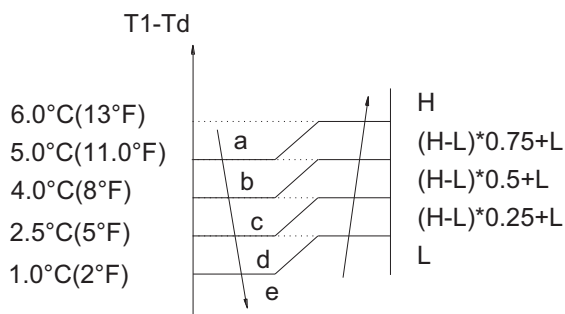 T1-Td
6.0°C(13°F)
5.0°C(11.0°F)
4.0°C(8°F)
2.5°C(5°F)
1.0°C(2°F)
a
b
c
d
e
H
(H-L)*0.75+L
(H-L)*0.5+L
(H-L)*0.25+L
L